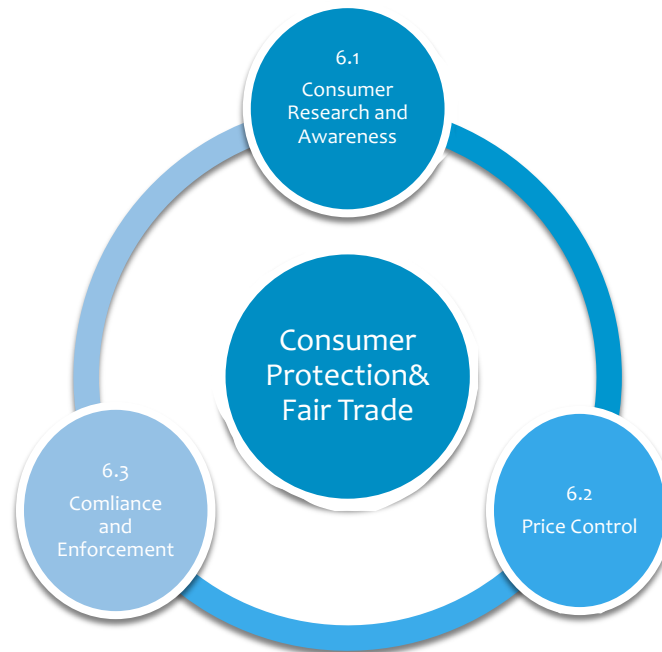 6.1
Consumer
Research and
Awareness
Consumer
Protection&
Fair Trade
6.3
Comliance
and
Enforcement
6.2
Price Control